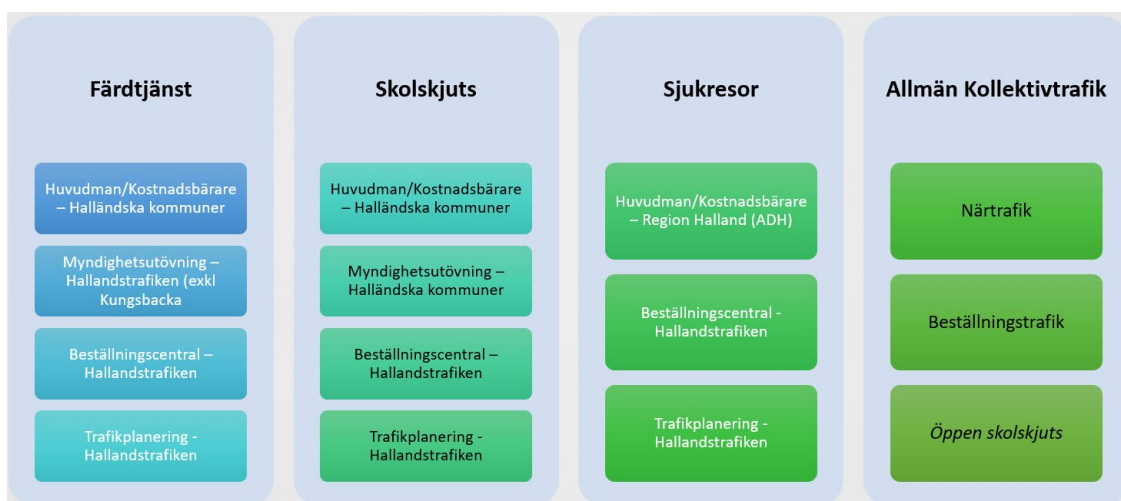 Färdtjänst
Huvudman/Kostnadsbärare
– Halländska kommuner
Myndighetsutövning –
Hallandstrafiken (exkl
Kungsbacka
Beställningscentral –
Hallandstrafiken
Trafikplanering -
Hallandstrafiken
Skolskjuts
Huvudman/Kostnadsbärare
– Halländska kommuner
Myndighetsutövning –
Halländska kommuner
Beställningscentral –
Hallandstrafiken
Trafikplanering -
Hallandstrafiken
Sjukresor
Huvudman/Kostnadsbärare
– Region Halland (ADH)
Beställningscentral -
Hallandstrafiken
Trafikplanering -
Hallandstrafiken
Allmän Kollektivtrafik
Närtrafik
Beställningstrafik
Öppen skolskjuts